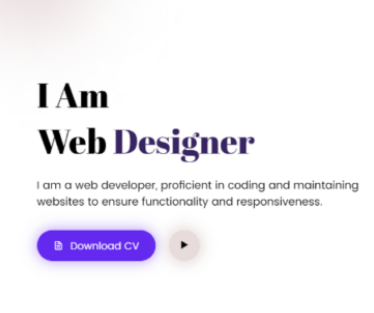 I Am
Web Designer
I am a web developer, proficient in coding and maintaining
websites to ensure functionality and responsiveness.
Download CV